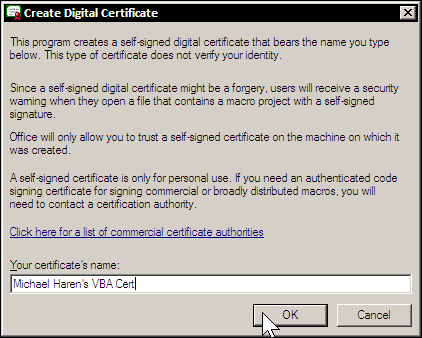 Create Digital Certificate
This program creates a self-signed digital certificate that bears the name you type
below. This type of certificate does not verify your identity.
Since a self-signed digital certificate might be a forgery, users will receive a security
warning when they open a file that contains a macro project with a self-signed
signature.
Office will only allow you to trust a self-signed certificate on the machine on which it
was created.
A self-signed certificate is only for personal use. If you need an authenticated code
signing certificate for signing commercial or broadly distributed macros, you will
need to contact a certification authority.
Click here for a list of commercial certificate authorities
Your certificate's name:
Michael Haren's VBA Cert
OK Cancel